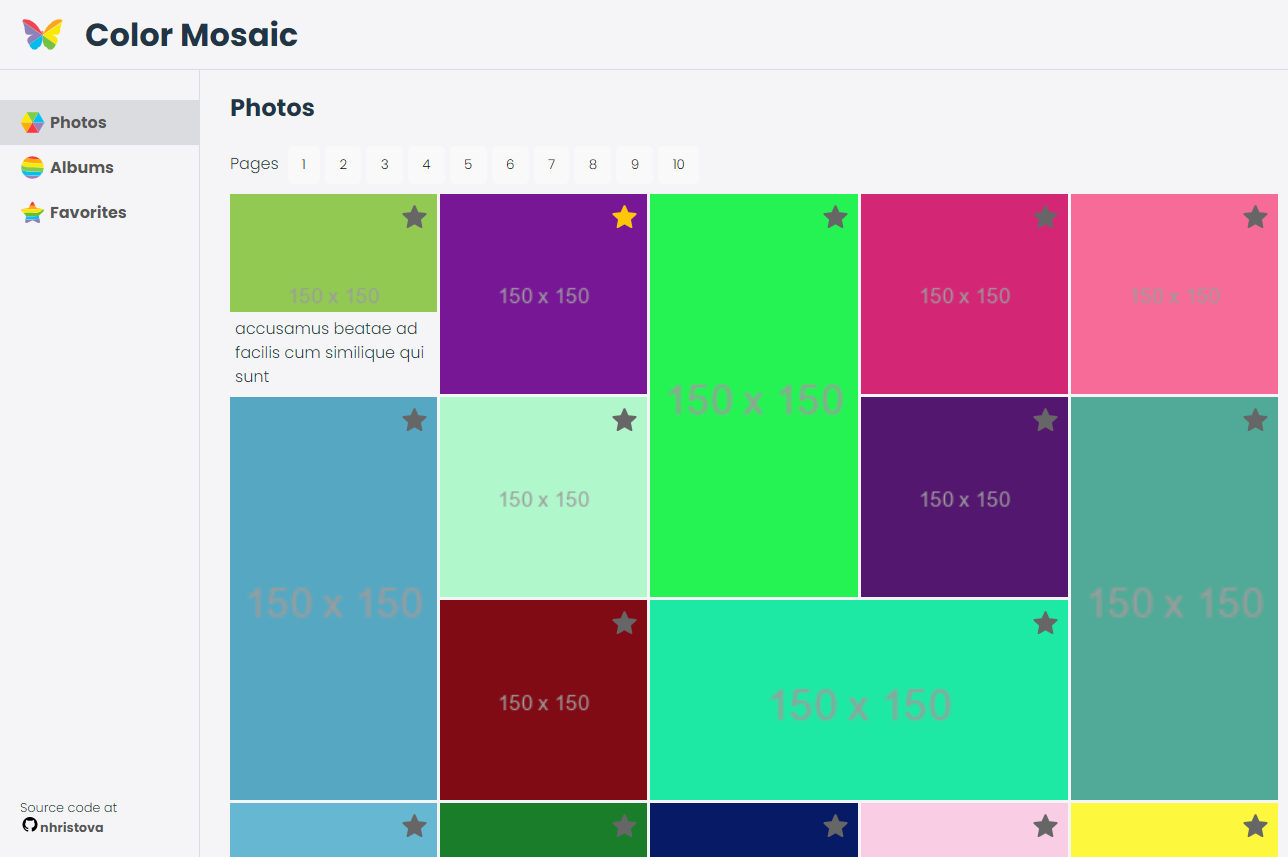 Color Mosaic
Photos
Albums
Favorites
Source code at
nhristova
Photos
Pages 1 2 3 4 5 6 7 8 9 10
150 x 150
accusamus beatae ad
facilis cum similique qui
sunt
150 x 150
150 x 150
150 x 150
150 x 150
150 x 150
150 x 150
150 x 150
150 x 150
150 x 150
150 x 150